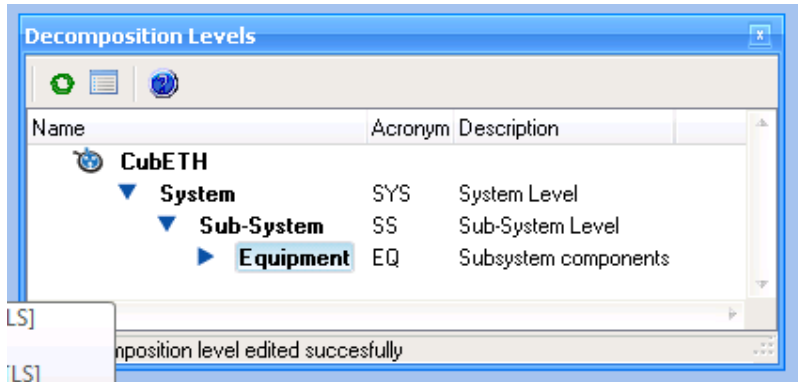 Decomposition Levels
Name Acronym Description
CubETH
System SYS System Level
Sub-System SS Sub-System Level
Equipment EQ Subsystem components
LS]
mposition level edited succesfully
LS]